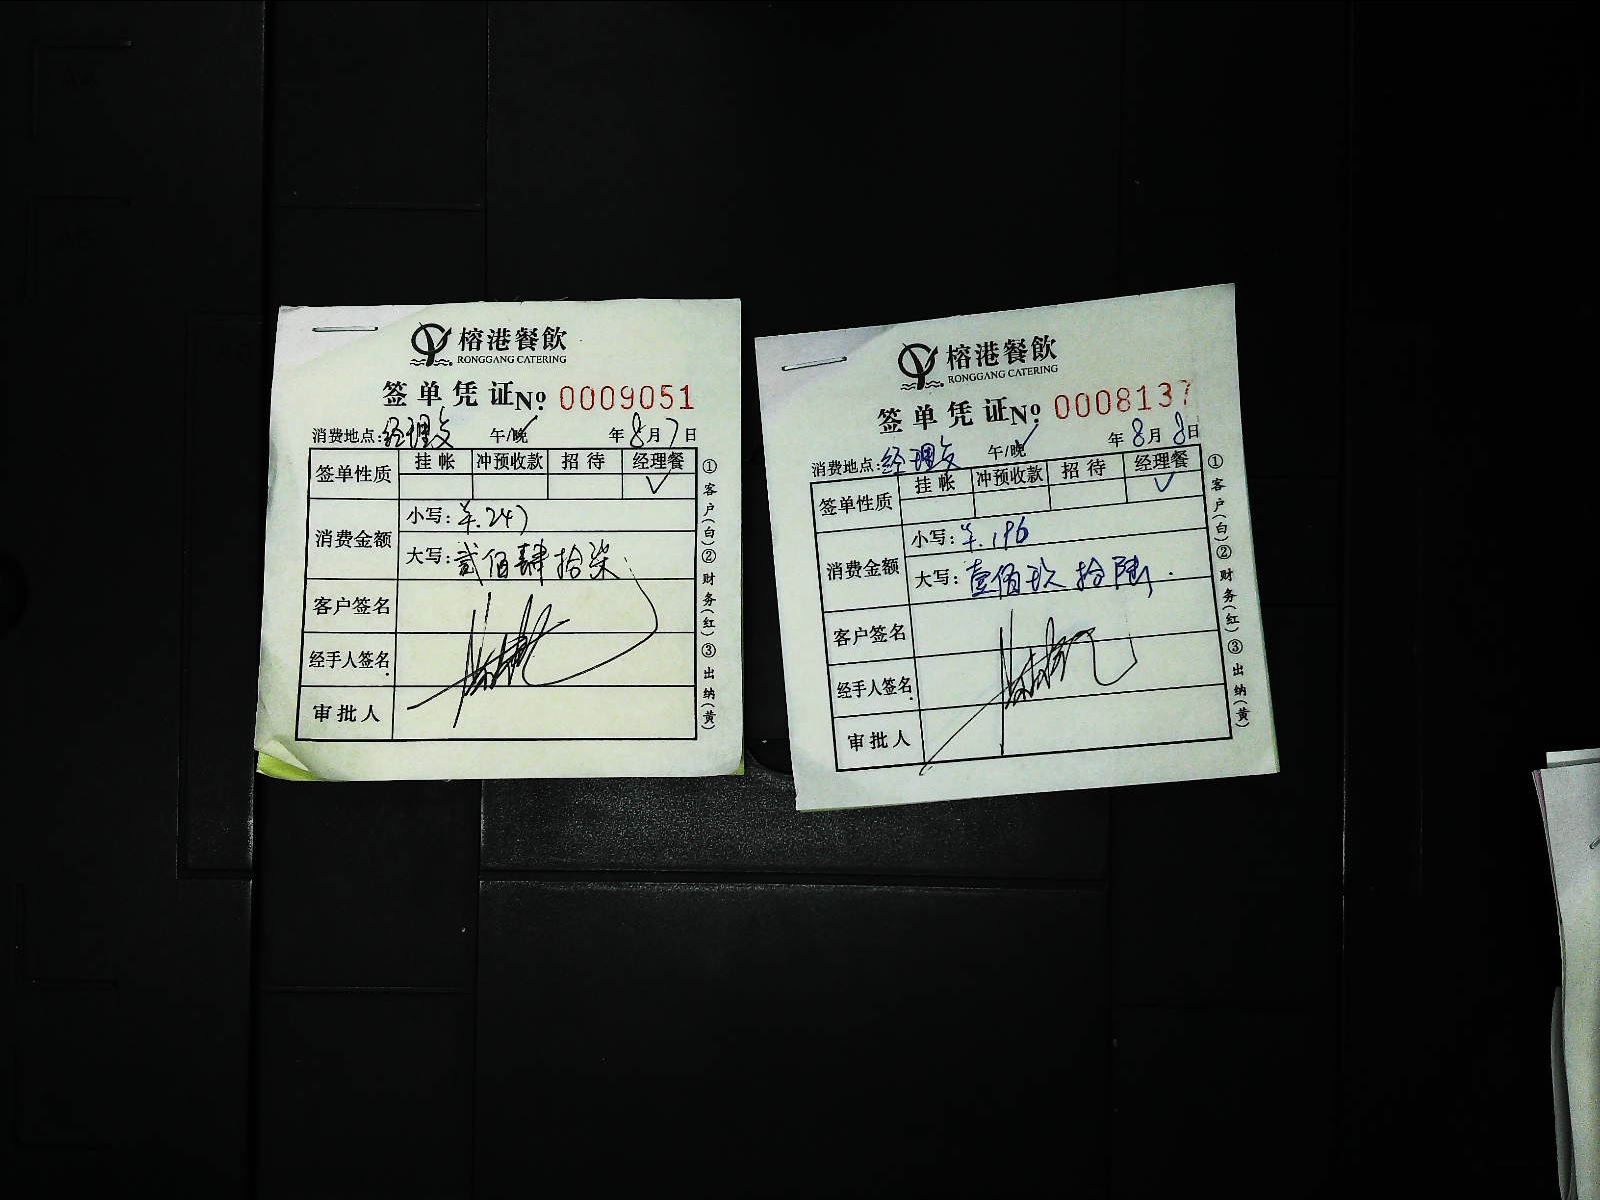 榕港餐飲
RONGGANG CATERING
签单凭证 No. 0009051
消费地点: 经理餐 午/晚 年8月7日
签单性质 挂帐 冲预收款 招待 经理餐
✓
消费金额 小写: ¥.247
大写: 贰佰肆拾柒
客户签名
经手人签名
审批人
①客户(白)②财务(红)③出纳(黄)
榕港餐飲
RONGGANG CATERING
签单凭证 No. 0008137
消费地点: 经理餐 午/晚 年8月8日
签单性质 挂帐 冲预收款 招待 经理餐
✓
消费金额 小写: ¥.196
大写: 壹佰玖拾陆.
客户签名
经手人签名
审批人
①客户(白)②财务(红)③出纳(黄)